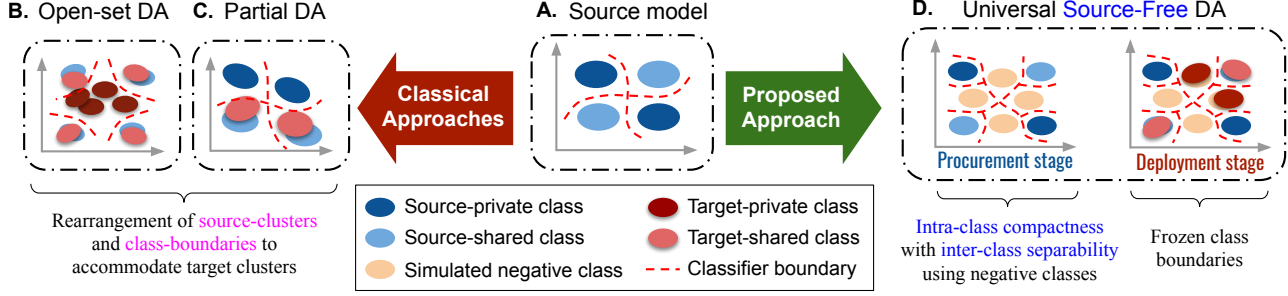 B. Open-set DA
C. Partial DA
A. Source model
D. Universal Source-Free DA
Classical
Approaches
Proposed
Approach
Procurement stage
Deployment stage
Rearrangement of source-clusters
and class-boundaries to
accommodate target clusters
Source-private class
Source-shared class
Simulated negative class
Target-private class
Target-shared class
Classifier boundary
Intra-class compactness
with inter-class separability
using negative classes
Frozen class
boundaries